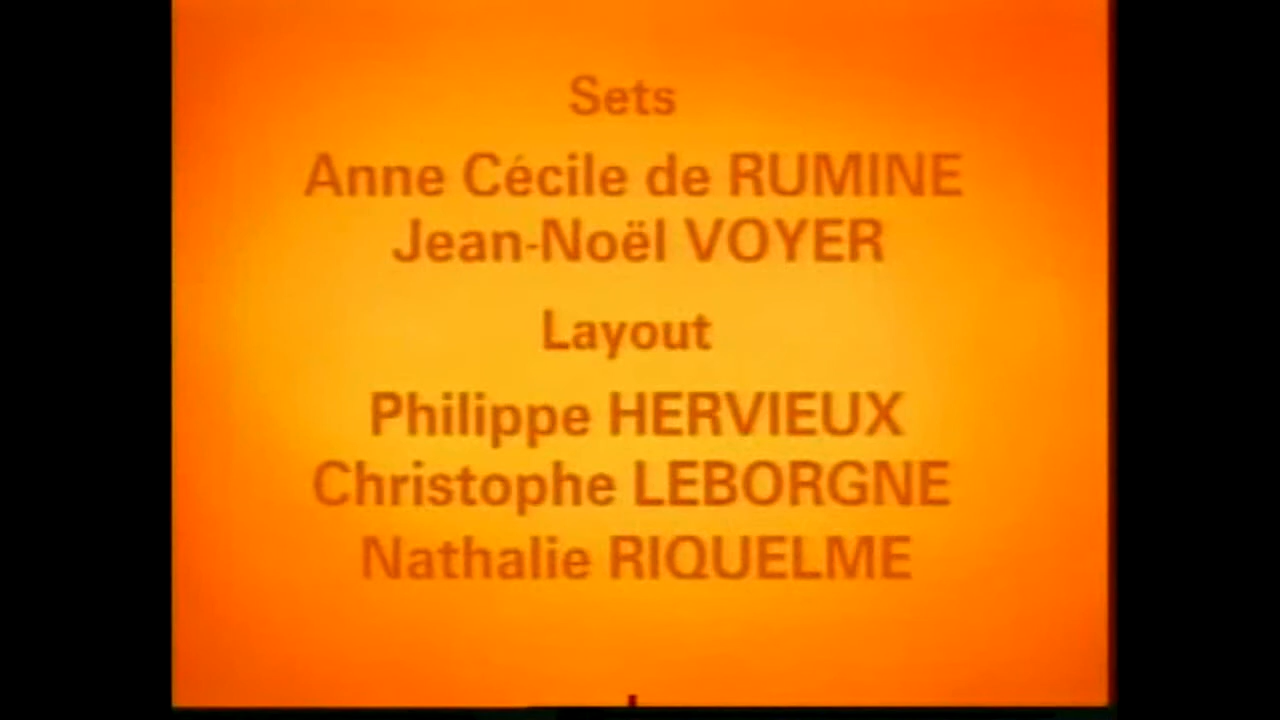 Sets
Anne Cécile de RUMINE
Jean-Noël VOYER
Layout
Philippe HERVIEUX
Christophe LEBORGNE
Nathalie RIQUELME